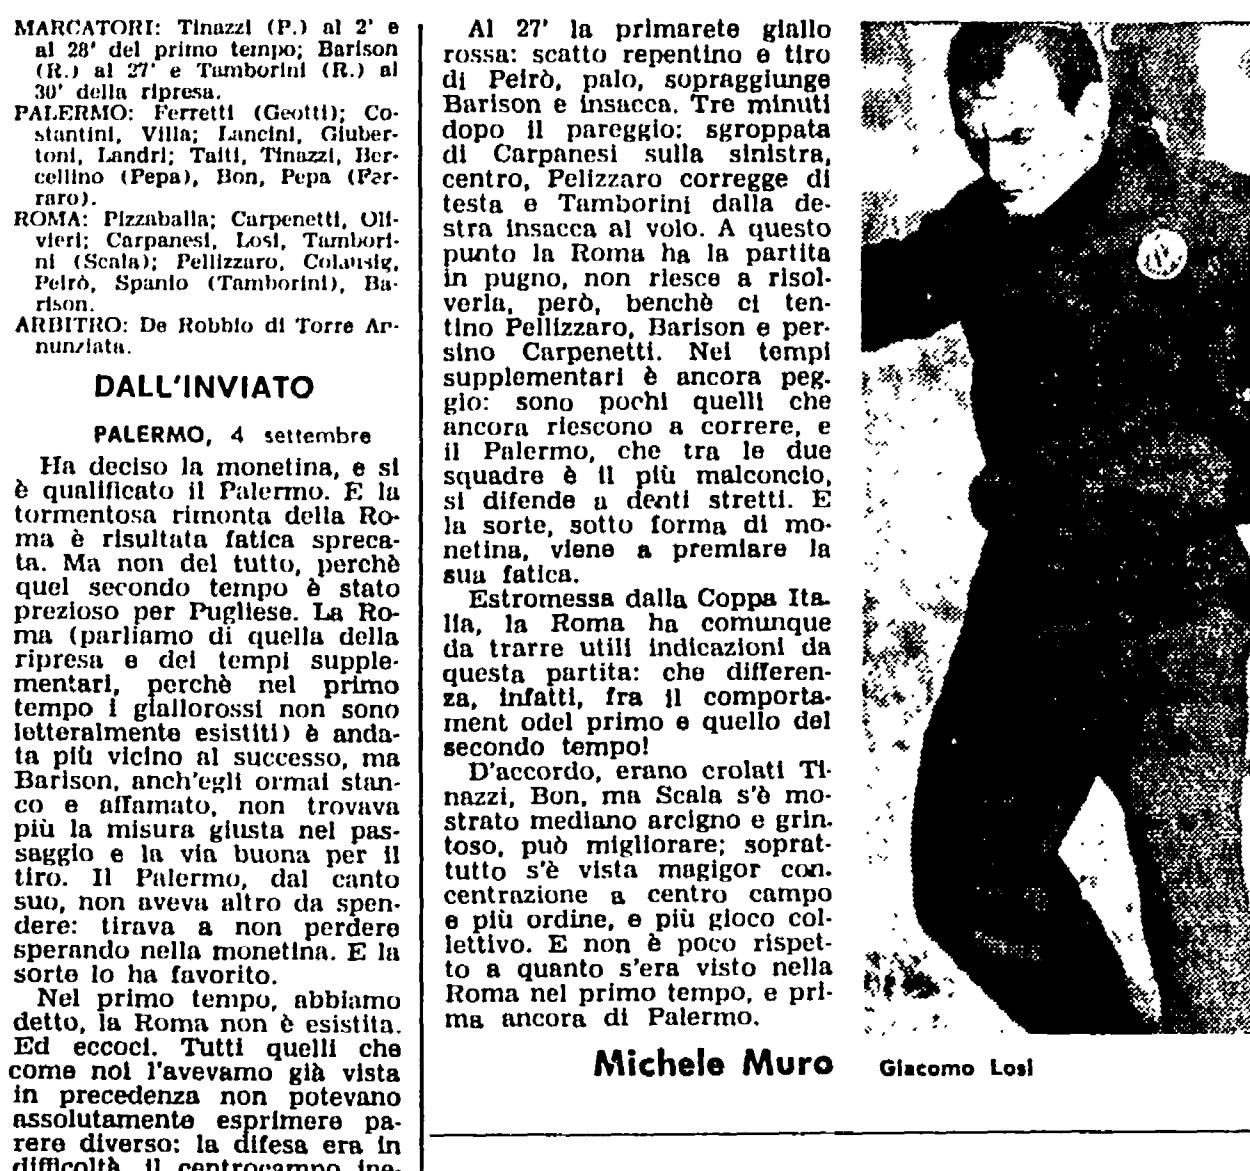 MARCATORI: Tinazzi (P.) al 2' e
al 28' del primo tempo; Barison
(R.) al 27' e Tamborini (R.) al
30' della ripresa.
PALERMO: Ferretti (Geotti); Co-
stantini, Villa; Lancini, Giuber-
toni, Landri; Taiti, Tinazzi, Ber-
cellino (Pepa), Bon, Pepa (Fer-
raro).
ROMA: Pizzaballa; Carpenetti, Oli-
vieri; Carpanesi, Losi, Tambori-
ni (Scala); Pellizzaro, Colausig,
Peirò, Spanio (Tamborini), Ba-
rison.
ARBITRO: De Robbio di Torre An-
nunziata.
DALL'INVIATO
PALERMO, 4 settembre
Ha deciso la monetina, e si
è qualificato il Palermo. E la
tormentosa rimonta della Ro-
ma è risultata fatica spreca-
ta. Ma non del tutto, perchè
quel secondo tempo è stato
prezioso per Pugliese. La Ro-
ma (parliamo di quella della
ripresa e dei tempi supple-
mentari, perchè nel primo
tempo i giallorossi non sono
letteralmente esistiti) è anda-
ta più vicino al successo, ma
Barison, anch'egli ormai stan-
co e affamato, non trovava
più la misura giusta nei pas-
saggio e la via buona per il
tiro. Il Palermo, dal canto
suo, non aveva altro da spen-
dere: tirava a non perdere
sperando nella monetina. E la
sorte lo ha favorito.
Nel primo tempo, abbiamo
detto, la Roma non è esistita.
Ed eccoci. Tutti quelli che
come noi l'avevamo già vista
in precedenza non potevano
assolutamente esprimere pa-
rere diverso: la difesa era in
difficoltà, il centrocampo ine-
Al 27' la primarete giallo
rossa: scatto repentino e tiro
di Peirò, palo, sopraggiunge
Barison e insacca. Tre minuti
dopo il pareggio: sgroppata
di Carpanesi sulla sinistra,
centro, Pelizzaro corregge di
testa e Tamborini dalla de-
stra insacca al volo. A questo
punto la Roma ha la partita
in pugno, non riesce a risol-
verla, però, benchè ci ten-
tino Pellizzaro, Barison e per-
sino Carpenetti. Nei tempi
supplementari è ancora peg-
gio: sono pochi quelli che
ancora riescono a correre, e
il Palermo, che tra le due
squadre è il più malconcio,
si difende a denti stretti. E
la sorte, sotto forma di mo-
netina, viene a premiare la
sua fatica.
Estromessa dalla Coppa Ita-
lia, la Roma ha comunque
da trarre utili indicazioni da
questa partita: che differen-
za, infatti, fra il comporta-
ment odel primo e quello del
secondo tempo!
D'accordo, erano crolati Ti-
nazzi, Bon, ma Scala s'è mo-
strato mediano arcigno e grin-
toso, può migliorare; soprat-
tutto s'è vista magigor con-
centrazione a centro campo
e più ordine, e più gioco col-
lettivo. E non è poco rispet-
to a quanto s'era visto nella
Roma nel primo tempo, e pri-
ma ancora di Palermo.
Michele Muro
Giacomo Losi